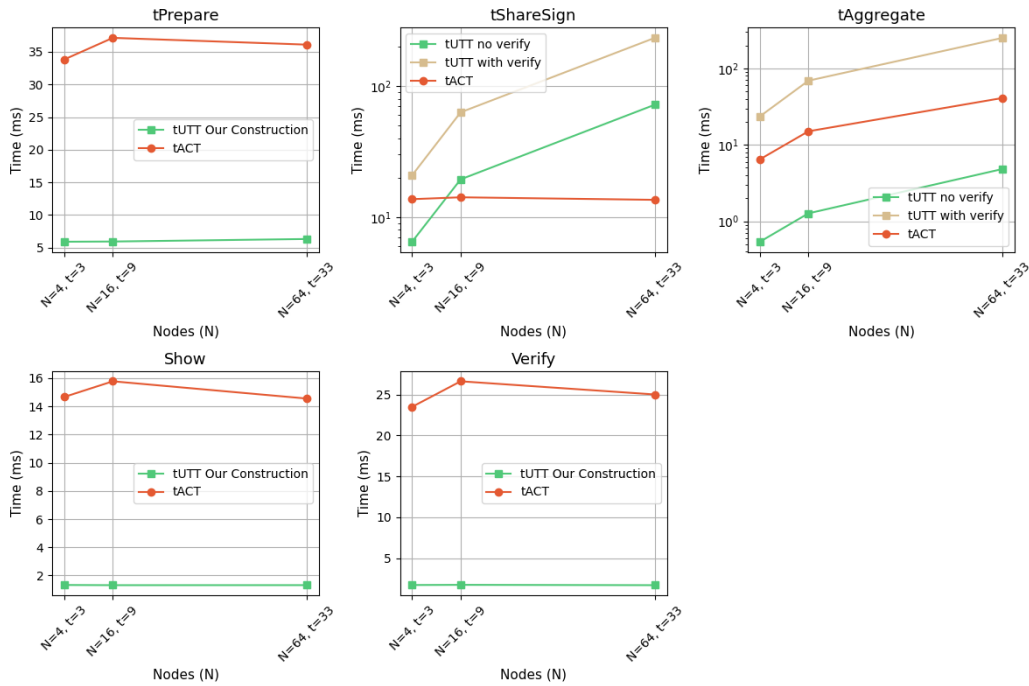 tPrepare
Time (ms)
35
30
25
20
15
10
5
tUTT Our Construction
tACT
N=4, t=3
N=16, t=9
N=64, t=33
Nodes (N)
tShareSign
Time (ms)
10²
10¹
tUTT no verify
tUTT with verify
tACT
N=4, t=3
N=16, t=9
N=64, t=33
Nodes (N)
tAggregate
Time (ms)
10²
10¹
10⁰
tUTT no verify
tUTT with verify
tACT
N=4, t=3
N=16, t=9
N=64, t=33
Nodes (N)
Show
Time (ms)
16
14
12
10
8
6
4
2
tUTT Our Construction
tACT
N=4, t=3
N=16, t=9
N=64, t=33
Nodes (N)
Verify
Time (ms)
25
20
15
10
5
tUTT Our Construction
tACT
N=4, t=3
N=16, t=9
N=64, t=33
Nodes (N)